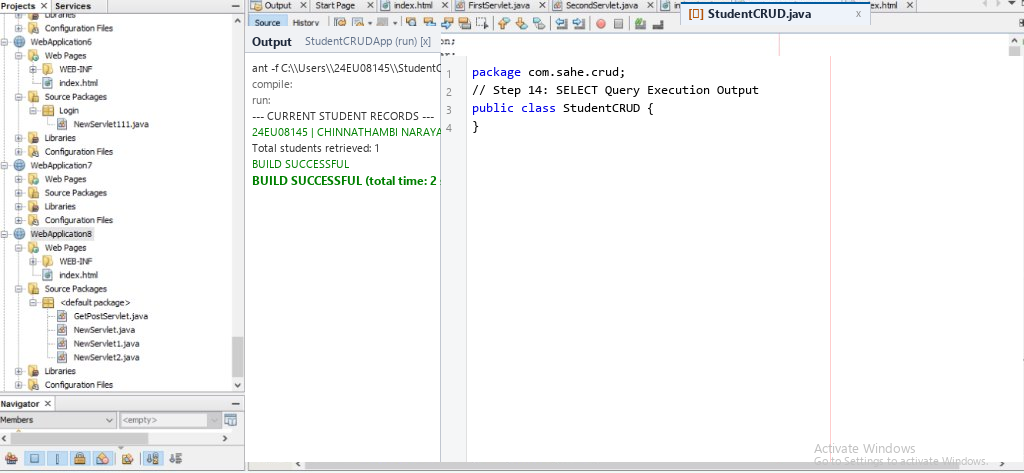 Projects × Services
Libraries
Configuration Files
WebApplication6
Web Pages
WEB-INF
index.html
Source Packages
Login
NewServlet111.java
Libraries
Configuration Files
WebApplication7
Web Pages
Source Packages
Libraries
Configuration Files
WebApplication8
Web Pages
WEB-INF
index.html
Source Packages
<default package>
GetPostServlet.java
NewServlet.java
NewServlet1.java
NewServlet2.java
Libraries
Configuration Files
Navigator ×
Members
<empty>
Output × Start Page × index.html × FirstServlet.java × SecondServlet.java ×
StudentCRUD.java x
Source History
Output StudentCRUDApp (run) [x]
ant -f C:\\Users\\24EU08145\\StudentC
compile:
run:
--- CURRENT STUDENT RECORDS ---
24EU08145 | CHINNATHAMBI NARAYA
Total students retrieved: 1
BUILD SUCCESSFUL
BUILD SUCCESSFUL (total time: 2
1 package com.sahe.crud;
2 // Step 14: SELECT Query Execution Output
3 public class StudentCRUD {
4 }
Activate Windows
Go to Settings to activate Windows.